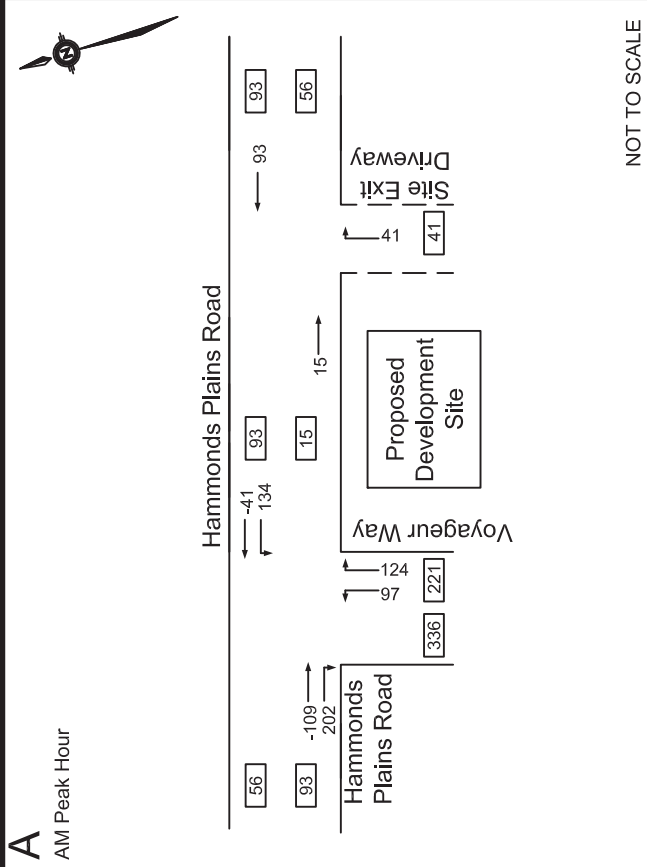 A
AM Peak Hour
N
Hammonds Plains Road
56
93
93
15
93
56
-41
134
93
-109
202
15
97
124
336
221
41
41
Hammonds
Plains Road
Voyageur Way
Proposed
Development
Site
Site Exit
Driveway
NOT TO SCALE